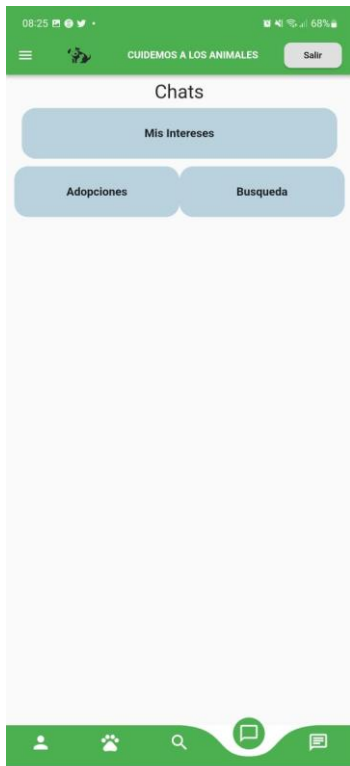 08:25 68%
CUIDEMOS A LOS ANIMALES Salir
Chats
Mis Intereses
Adopciones Busqueda